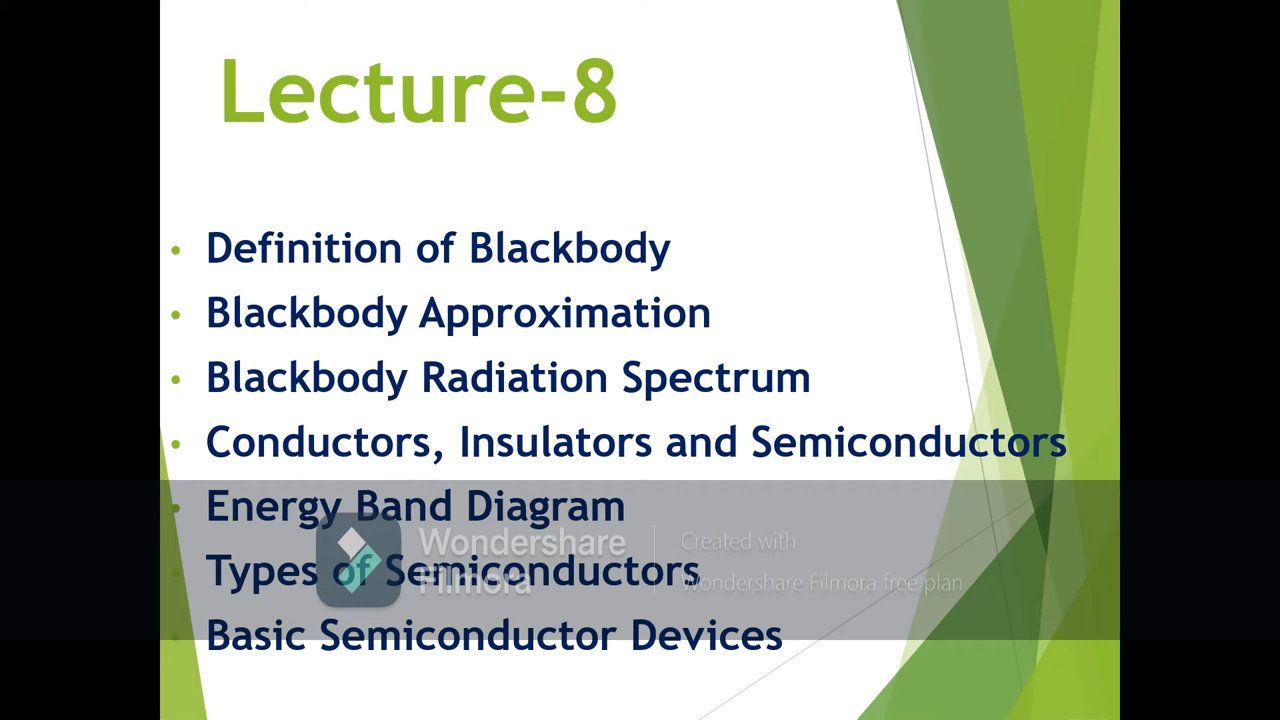 Lecture-8
• Definition of Blackbody
• Blackbody Approximation
• Blackbody Radiation Spectrum
• Conductors, Insulators and Semiconductors
• Energy Band Diagram
Wondershare
Filmora
Created with
Wondershare Filmora free plan
• Types of Semiconductors
• Basic Semiconductor Devices